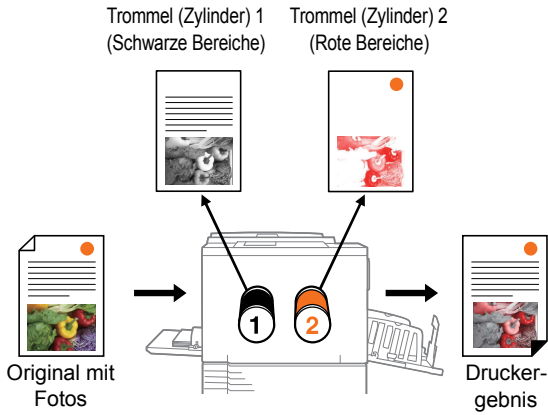 Trommel (Zylinder) 1
(Schwarze Bereiche)
Trommel (Zylinder) 2
(Rote Bereiche)
1
2
Original mit
Fotos
Drucker-
gebnis